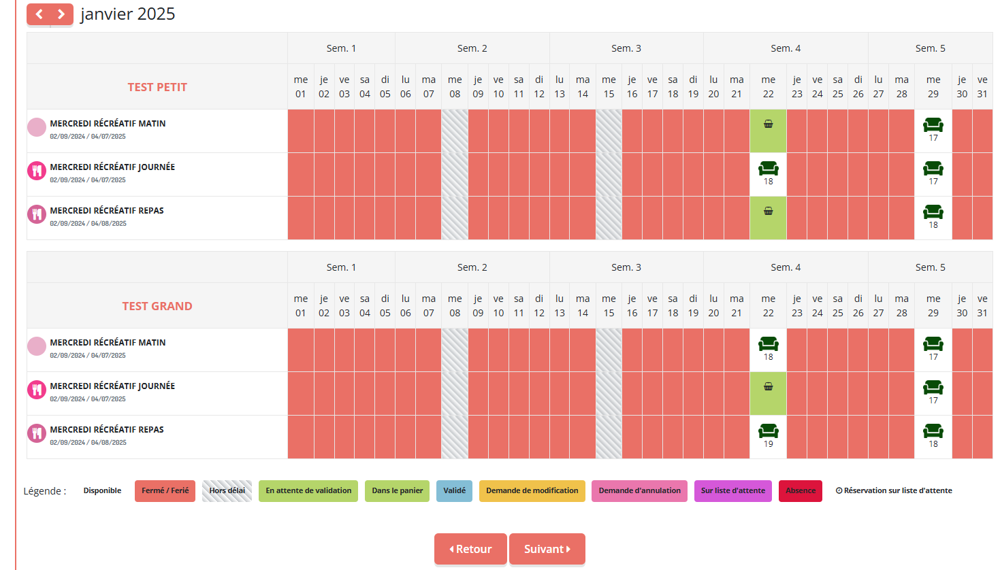 janvier 2025
Sem. 1 Sem. 2 Sem. 3 Sem. 4 Sem. 5
TEST PETIT
me je ve sa di lu ma me je ve sa di lu ma me je ve sa di lu ma me je ve sa di lu ma me je ve
01 02 03 04 05 06 07 08 09 10 11 12 13 14 15 16 17 18 19 20 21 22 23 24 25 26 27 28 29 30 31
MERCREDI RÉCRÉATIF MATIN
02/09/2024 / 04/07/2025
17
MERCREDI RÉCRÉATIF JOURNÉE
02/09/2024 / 04/07/2025
18 17
MERCREDI RÉCRÉATIF REPAS
02/09/2024 / 04/08/2025
18
Sem. 1 Sem. 2 Sem. 3 Sem. 4 Sem. 5
TEST GRAND
me je ve sa di lu ma me je ve sa di lu ma me je ve sa di lu ma me je ve sa di lu ma me je ve
01 02 03 04 05 06 07 08 09 10 11 12 13 14 15 16 17 18 19 20 21 22 23 24 25 26 27 28 29 30 31
MERCREDI RÉCRÉATIF MATIN
02/09/2024 / 04/07/2025
18 17
MERCREDI RÉCRÉATIF JOURNÉE
02/09/2024 / 04/07/2025
17
MERCREDI RÉCRÉATIF REPAS
02/09/2024 / 04/08/2025
19 18
Légende : Disponible Fermé / Férié Hors délai En attente de validation Dans le panier Validé Demande de modification Demande d'annulation Sur liste d'attente Absence Réservation sur liste d'attente
Retour Suivant